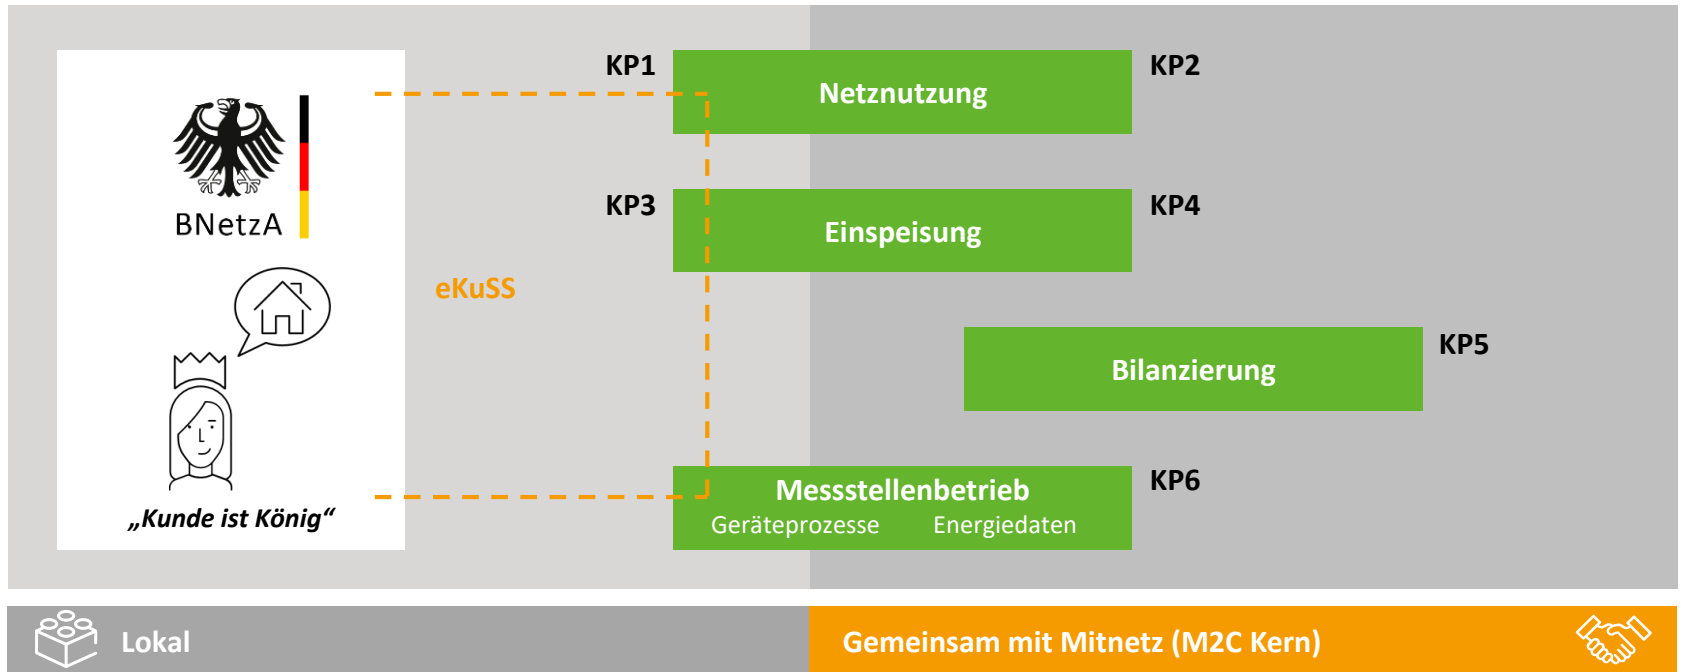 BNetzA
„Kunde ist König“
eKuSS
KP1
Netznutzung
KP2
KP3
Einspeisung
KP4
Bilanzierung
KP5
Messstellenbetrieb
Geräteprozesse Energiedaten
KP6
Lokal
Gemeinsam mit Mitnetz (M2C Kern)